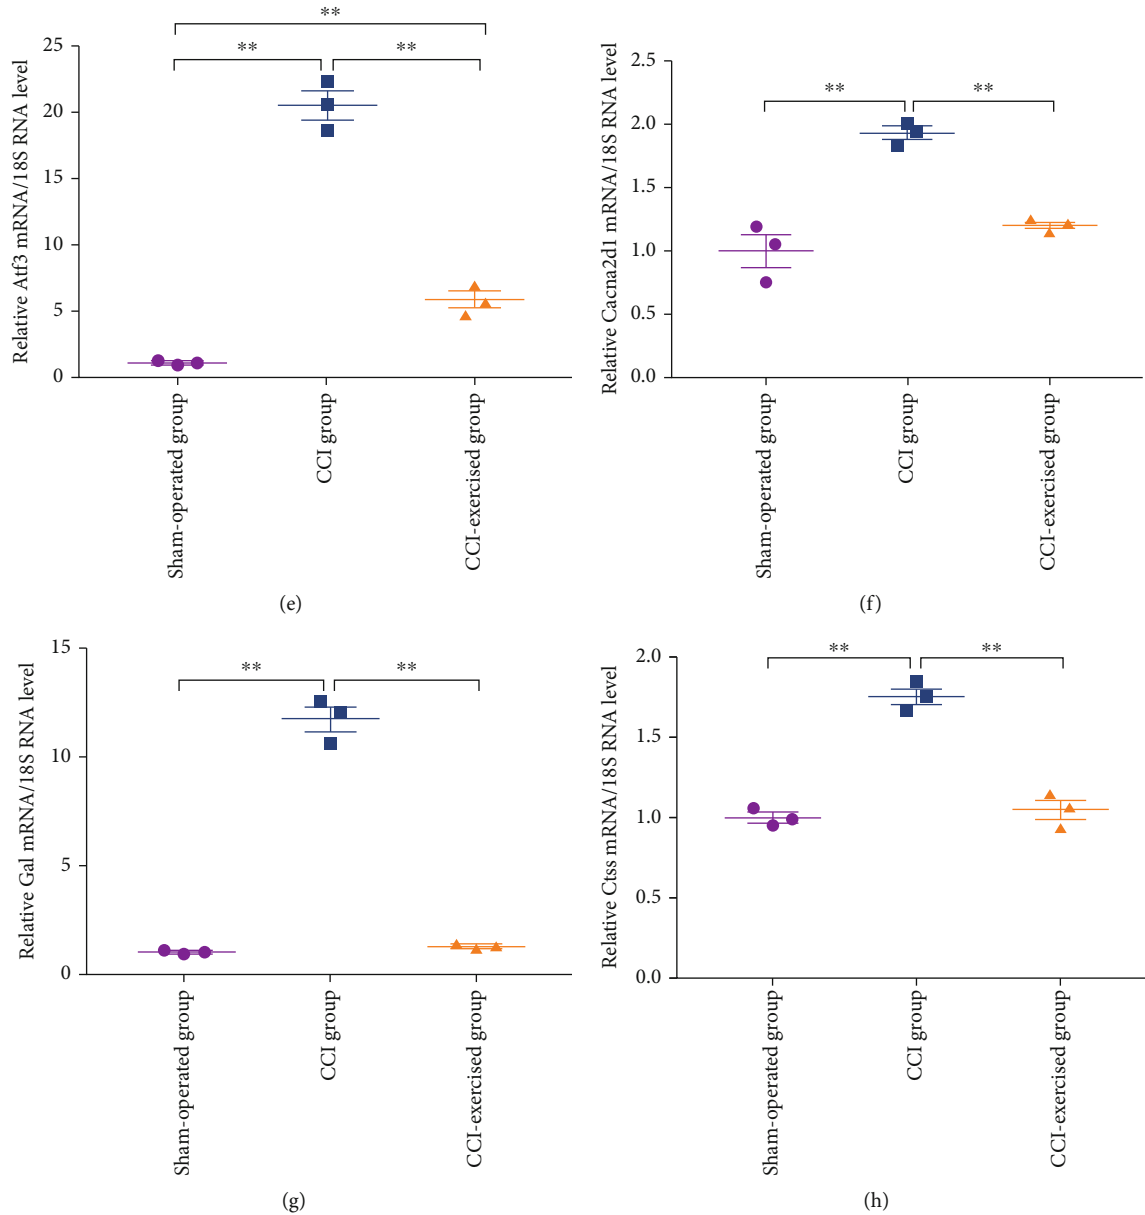 **
**
**
Relative Atf3 mRNA/18S RNA level
25
20
15
10
5
0
Sham-operated group
CCI group
CCI-exercised group
(e)
**
**
Relative Cacna2d1 mRNA/18S RNA level
2.5
2.0
1.5
1.0
0.5
0.0
Sham-operated group
CCI group
CCI-exercised group
(f)
**
**
Relative Gal mRNA/18S RNA level
15
10
5
0
Sham-operated group
CCI group
CCI-exercised group
(g)
**
**
Relative Ctss mRNA/18S RNA level
2.0
1.5
1.0
0.5
0.0
Sham-operated group
CCI group
CCI-exercised group
(h)